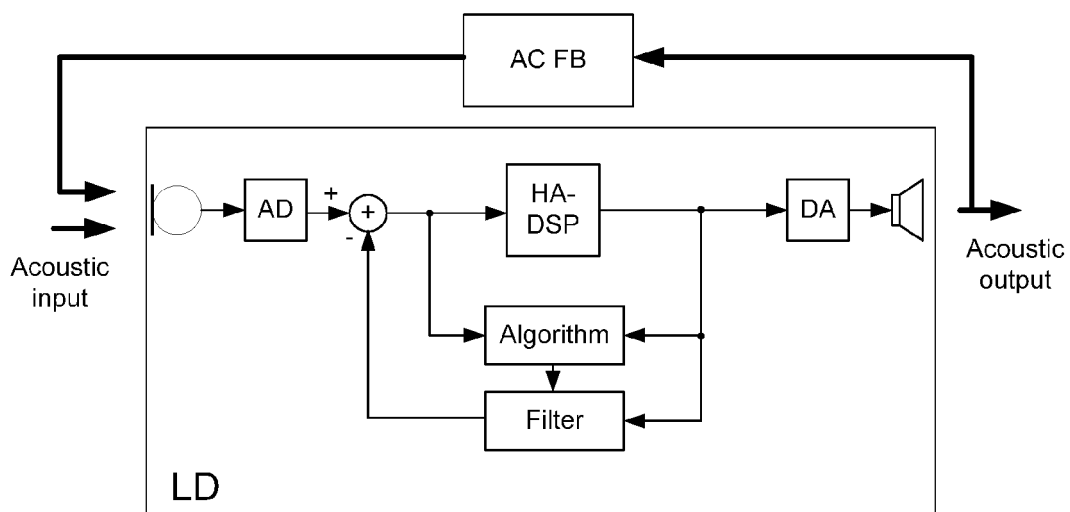 AC FB
HA-
DSP
AD
+
+
-
DA
Acoustic
input
Acoustic
output
Algorithm
Filter
LD